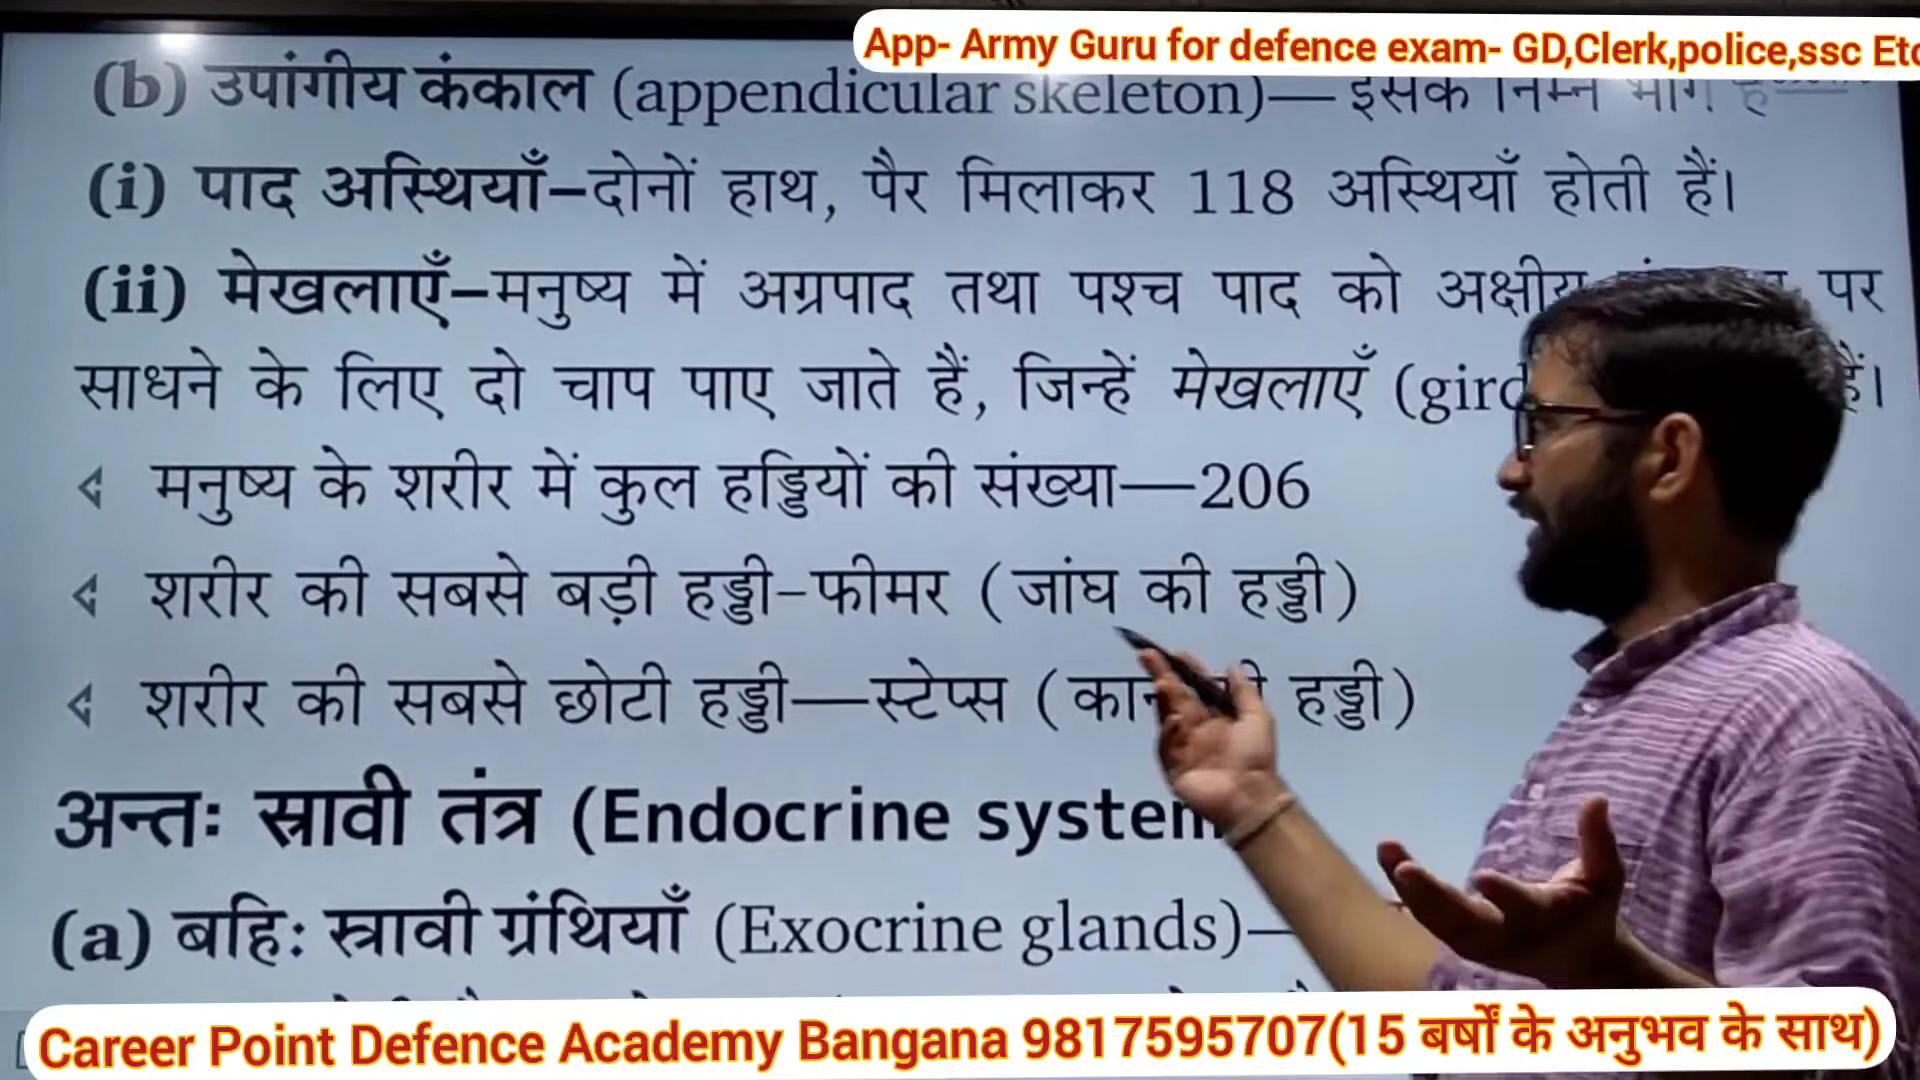 App- Army Guru for defence exam- GD,Clerk,police,ssc Etc
(b) उपांगीय कंकाल (appendicular skeleton)— इसके निम्न भाग हैं
(i) पाद अस्थियाँ–दोनों हाथ, पैर मिलाकर 118 अस्थियाँ होती हैं।
(ii) मेखलाएँ–मनुष्य में अग्रपाद तथा पश्च पाद को अक्षीय पर
साधने के लिए दो चाप पाए जाते हैं, जिन्हें मेखलाएँ (gird हैं।
मनुष्य के शरीर में कुल हड्डियों की संख्या—206
शरीर की सबसे बड़ी हड्डी-फीमर (जांघ की हड्डी)
शरीर की सबसे छोटी हड्डी—स्टेप्स (कान की हड्डी)
अन्तः स्रावी तंत्र (Endocrine system
(a) बहिः स्त्रावी ग्रंथियाँ (Exocrine glands)—
Career Point Defence Academy Bangana 9817595707(15 बर्षों के अनुभव के साथ)